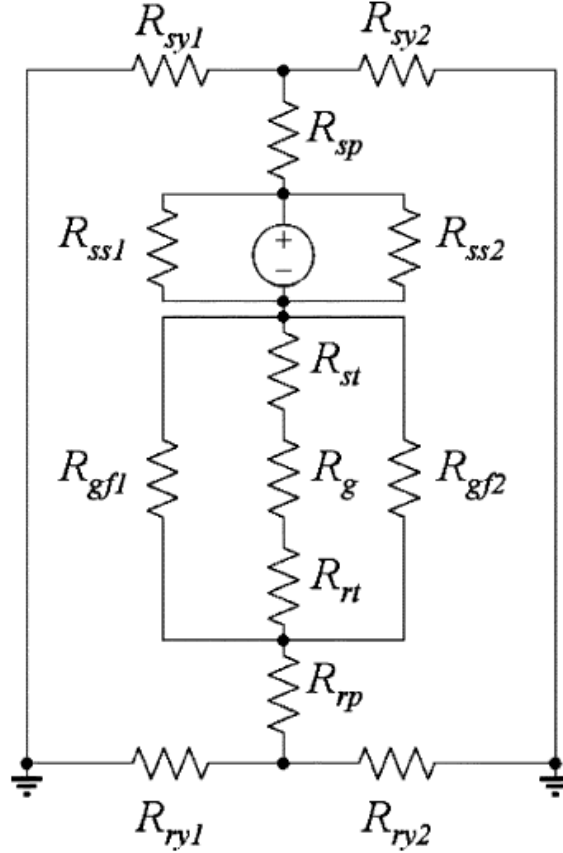 R_sy1 R_sy2
R_sp
R_ss1 + R_ss2
−
R_st
R_gf1 R_g R_gf2
R_rt
R_rp
R_ry1 R_ry2